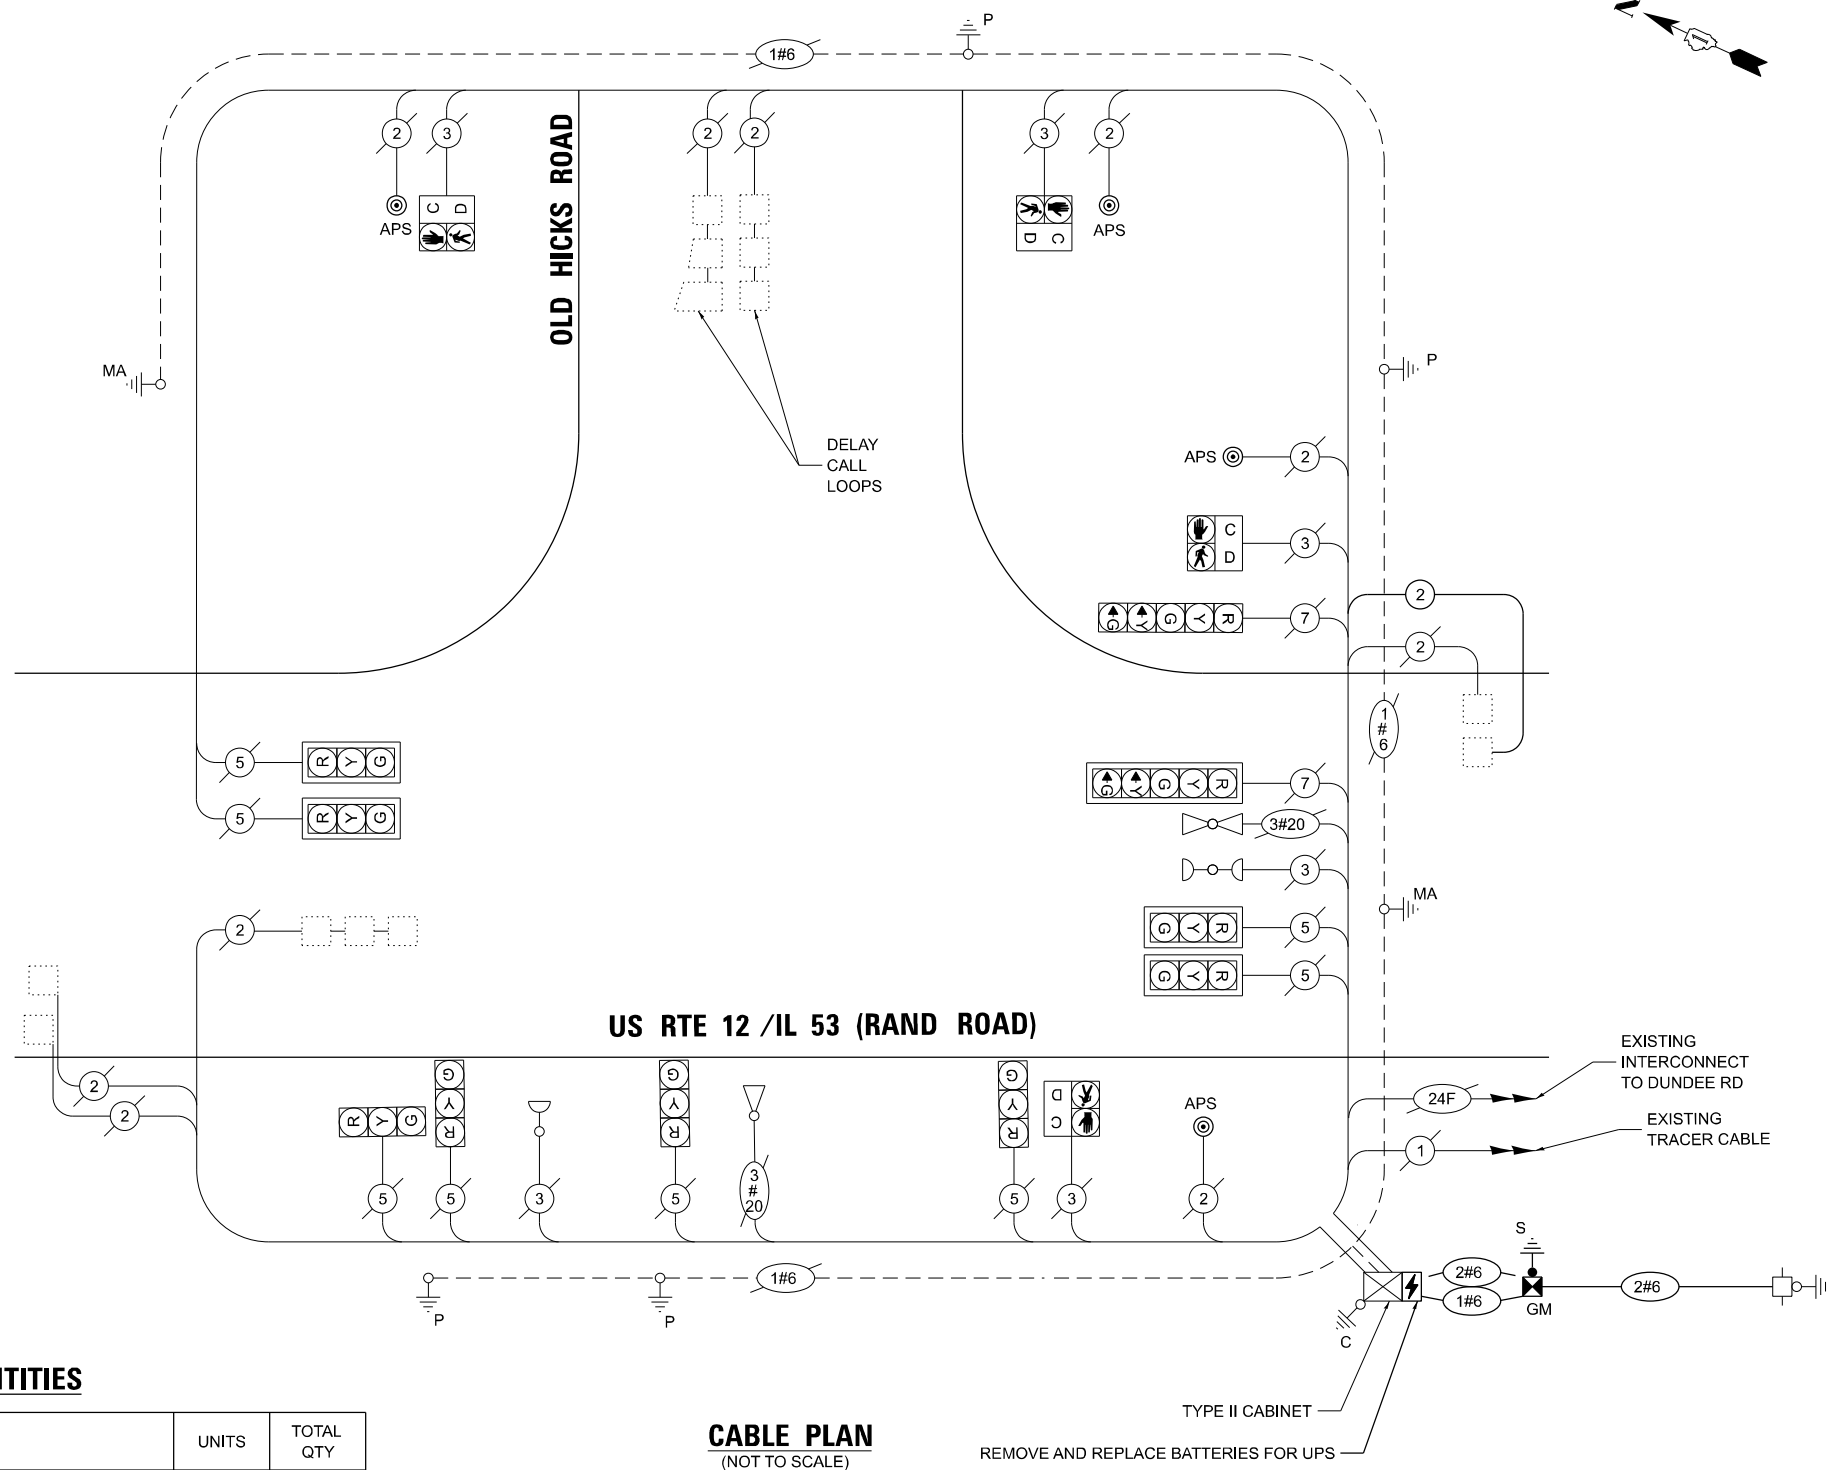 1#6
P
2
3
2
2
3
2
OLD HICKS ROAD
APS
C D
D C
APS
MA
P
DELAY
CALL
LOOPS
APS
2
C
D
3
2
G Y G Y R
7
2
1
#
6
5
R Y G
G Y G Y R
7
5
R Y G
3#20
3
MA
2
G Y R
5
G Y R
5
US RTE 12 /IL 53 (RAND ROAD)
EXISTING
INTERCONNECT
TO DUNDEE RD
24F
2
2
R Y G
G
Y
R
G
Y
R
G
Y
R
D
C
APS
EXISTING
TRACER CABLE
1
5
5
3
5
3
#
20
5
3
2
S
1#6
P
P
C
2#6
1#6
GM
2#6
NTITIES
UNITS
TOTAL
QTY
CABLE PLAN
(NOT TO SCALE)
TYPE II CABINET
REMOVE AND REPLACE BATTERIES FOR UPS